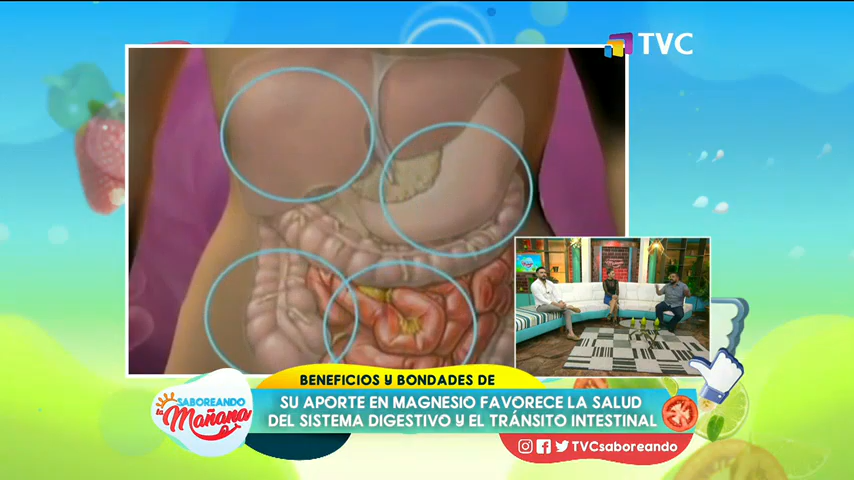 TVC
BENEFICIOS Y BONDADES DE
SABOREANDO
la
Mañana
SU APORTE EN MAGNESIO FAVORECE LA SALUD
DEL SISTEMA DIGESTIVO Y EL TRÁNSITO INTESTINAL
TVCsaboreando